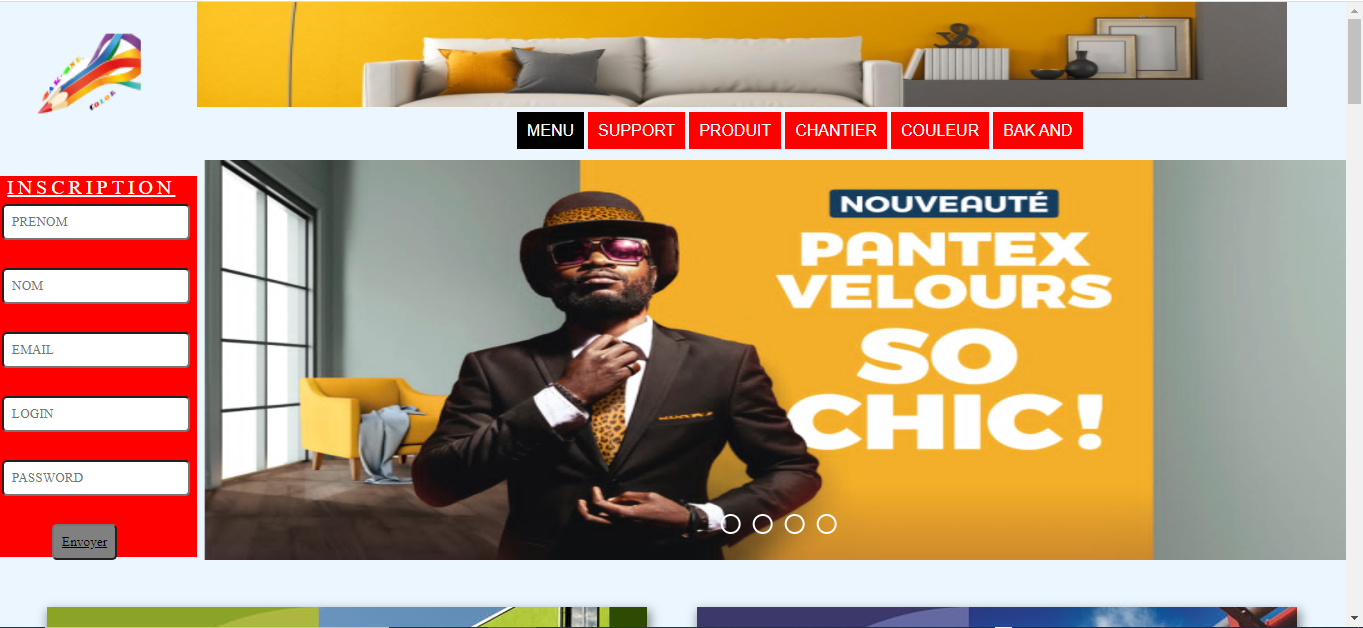 COLOR
MENU SUPPORT PRODUIT CHANTIER COULEUR BAK AND
INSCRIPTION
PRENOM
NOM
EMAIL
LOGIN
PASSWORD
Envoyer
NOUVEAUTÉ
PANTEX
VELOURS
SO
CHIC!